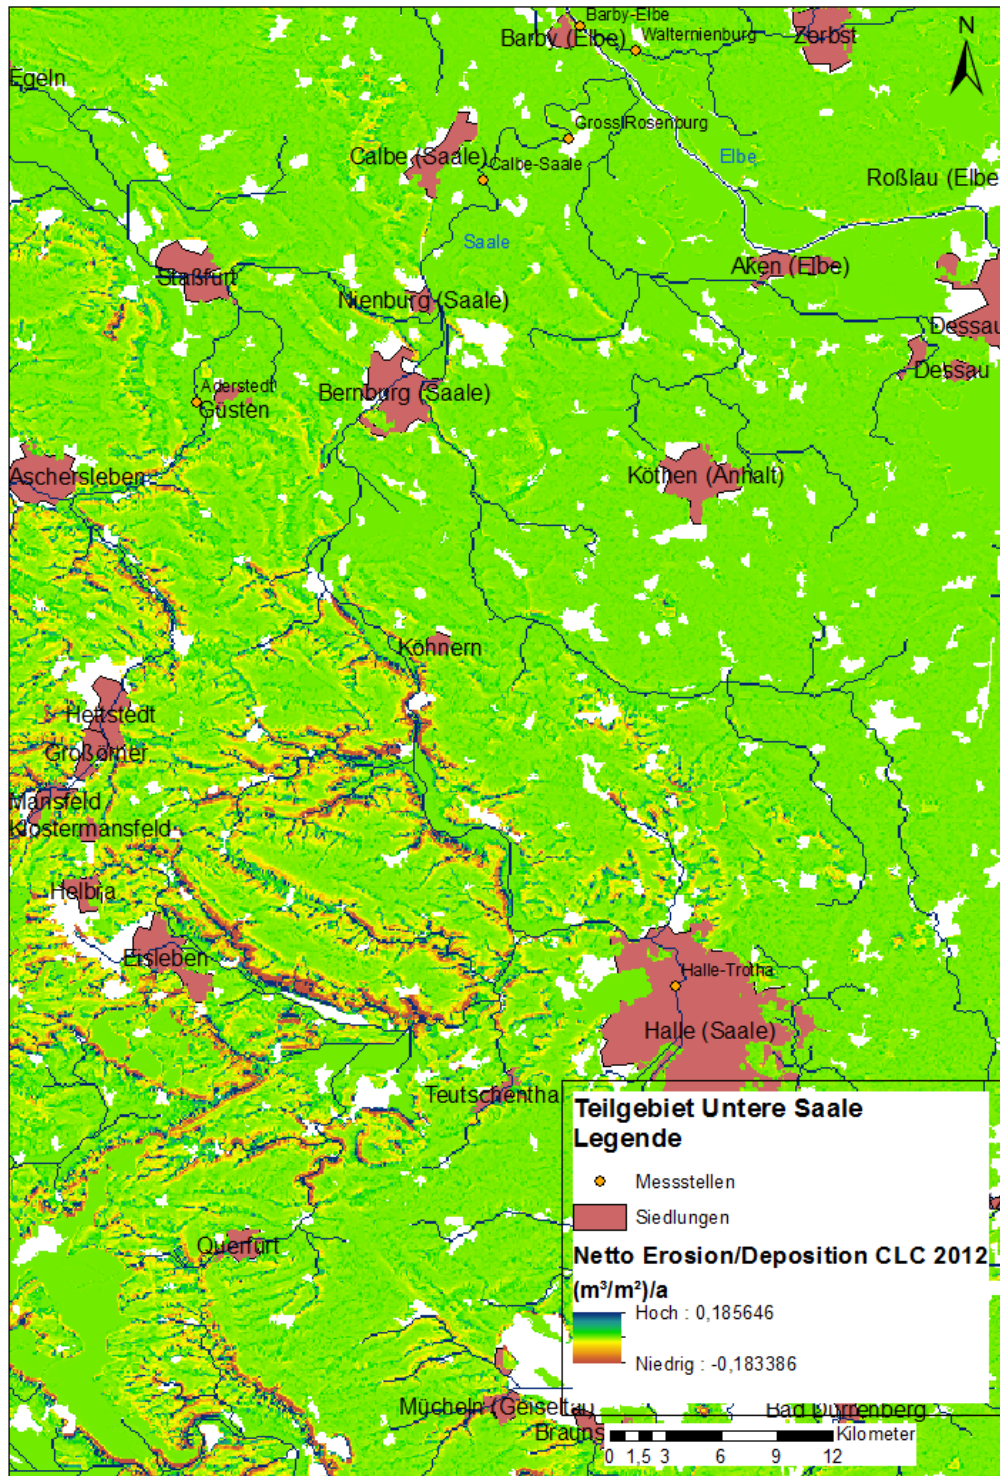 Barby-Elbe
Barby (Elbe)
Walternienburg
Zerbst
N
Egeln
Gross Rosenburg
Calbe (Saale)
Calbe-Saale
Elbe
Roßlau (Elbe
Saale
Staßfurt
Aken (Elbe)
Nienburg (Saale)
Dessau
Dessau
Bernburg (Saale)
Aderstedt
Güsten
Aschersleben
Köthen (Anhalt)
Könnern
Hettstedt
Großörner
Mansfeld
Klostermansfeld
Helbra
Eisleben
Halle-Trotha
Halle (Saale)
Teutschenthal
Teilgebiet Untere Saale
Legende
Messstellen
Siedlungen
Querfurt
Netto Erosion/Deposition CLC 2012
(m³/m²)/a
Hoch : 0,185646
Niedrig : -0,183386
Mücheln (Geiseltal)
Bad Dürrenberg
Brauns
Kilometer
0 1,5 3 6 9 12